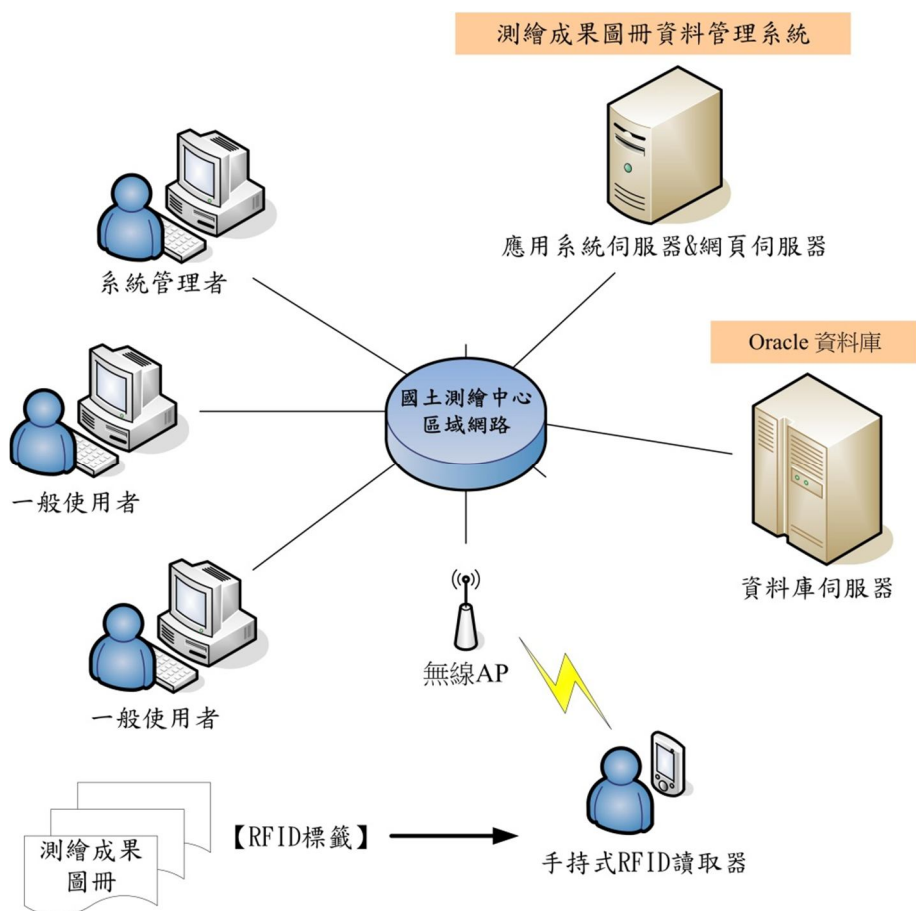 測繪成果圖冊資料管理系統
應用系統伺服器&網頁伺服器
系統管理者
Oracle 資料庫
國土測繪中心
區域網路
一般使用者
資料庫伺服器
無線AP
一般使用者
測繪成果
圖冊
【RFID標籤】
手持式RFID讀取器